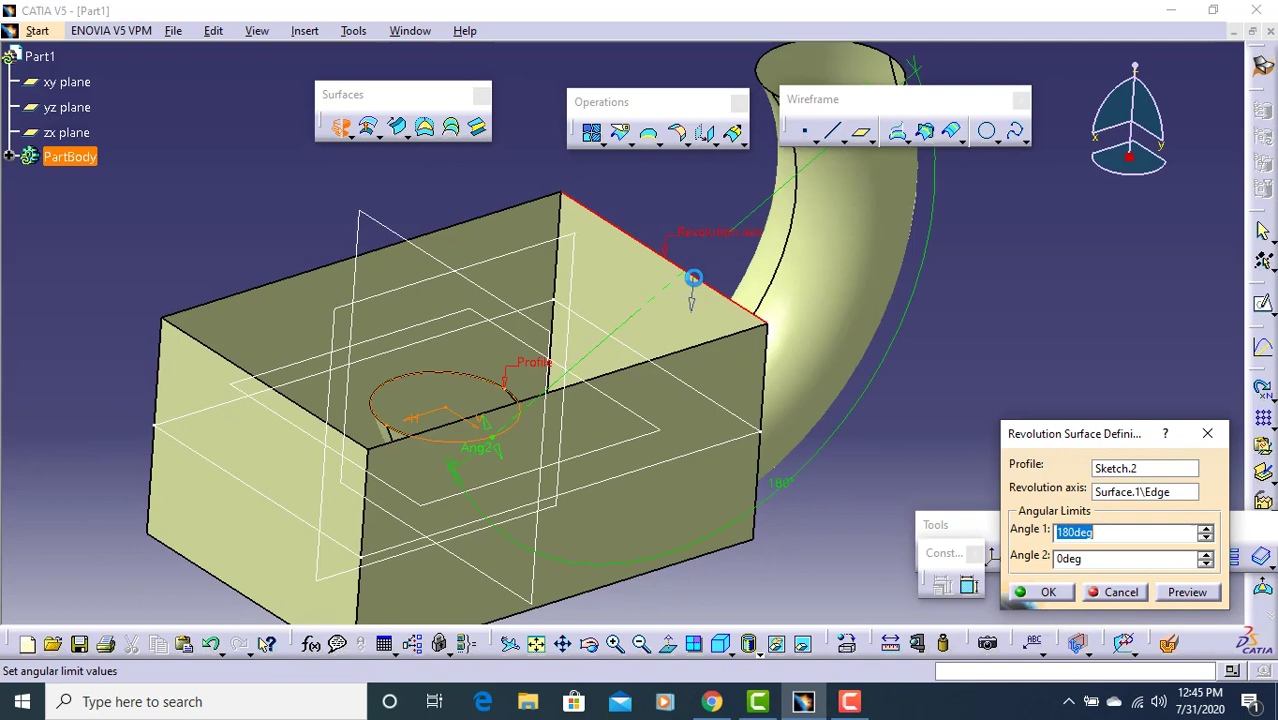 CATIA V5 - [Part1]
Start ENOVIA V5 VPM File Edit View Insert Tools Window Help
Part1
xy plane
yz plane
zx plane
PartBody
Surfaces
Operations
Wireframe
z
x
y
Revolution axis
Profile
H
Ang2
180°
Revolution Surface Defini... ?
Profile: Sketch.2
Revolution axis: Surface.1\Edge
Angular Limits
Angle 1: 180deg
Angle 2: 0deg
OK Cancel Preview
Tools
Const...
f(x)
ABC
CATIA
Set angular limit values
Type here to search
12:45 PM
7/31/2020